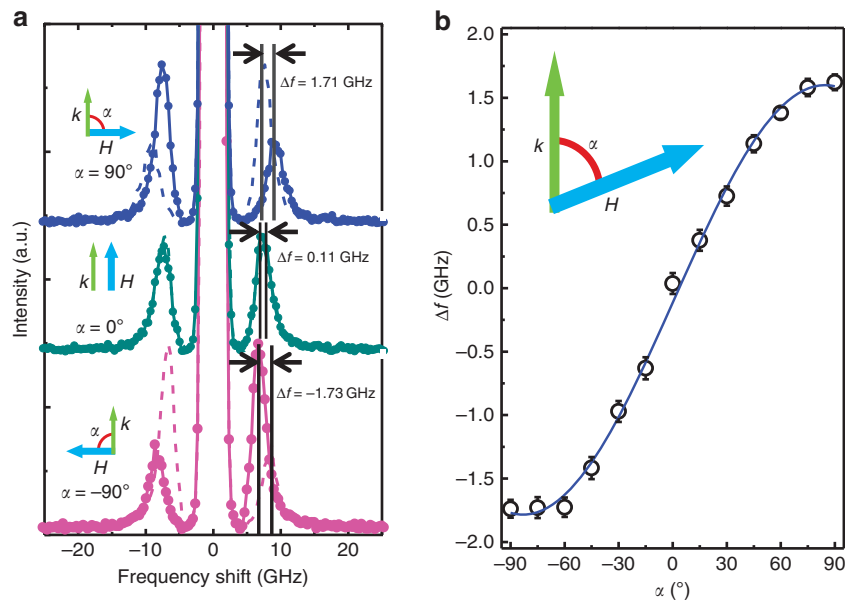 a
Intensity (a.u.)
k
α
H
α = 90°
Δf = 1.71 GHz
k
H
α = 0°
Δf = 0.11 GHz
α
k
H
α = −90°
Δf = −1.73 GHz
−20 −10 0 10 20
Frequency shift (GHz)
b
Δf (GHz)
2.0
1.5
1.0
0.5
0.0
−0.5
−1.0
−1.5
−2.0
k
α
H
−90 −60 −30 0 30 60 90
α (°)